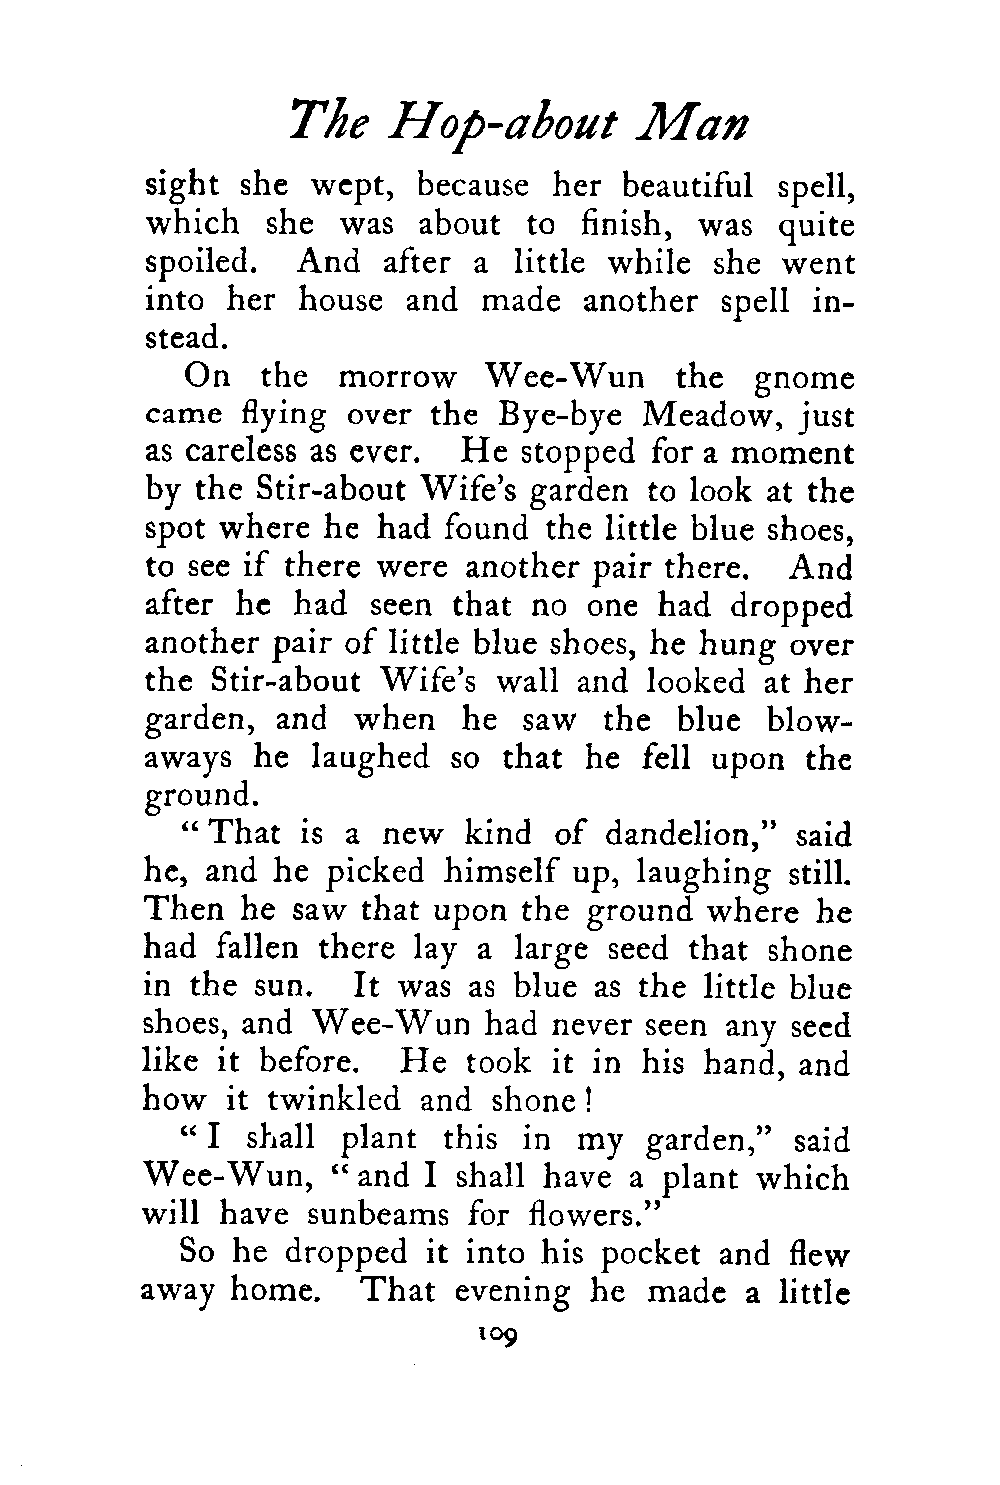 The Hop-about Man
sight she wept, because her beautiful spell,
which she was about to finish, was quite
spoiled. And after a little while she went
into her house and made another spell in-
stead.
On the morrow Wee-Wun the gnome
came flying over the Bye-bye Meadow, just
as careless as ever. He stopped for a moment
by the Stir-about Wife's garden to look at the
spot where he had found the little blue shoes,
to see if there were another pair there. And
after he had seen that no one had dropped
another pair of little blue shoes, he hung over
the Stir-about Wife's wall and looked at her
garden, and when he saw the blue blow-
aways he laughed so that he fell upon the
ground.
“That is a new kind of dandelion,” said
he, and he picked himself up, laughing still.
Then he saw that upon the ground where he
had fallen there lay a large seed that shone
in the sun. It was as blue as the little blue
shoes, and Wee-Wun had never seen any seed
like it before. He took it in his hand, and
how it twinkled and shone!
“I shall plant this in my garden,” said
Wee-Wun, “and I shall have a plant which
will have sunbeams for flowers.”
So he dropped it into his pocket and flew
away home. That evening he made a little
109